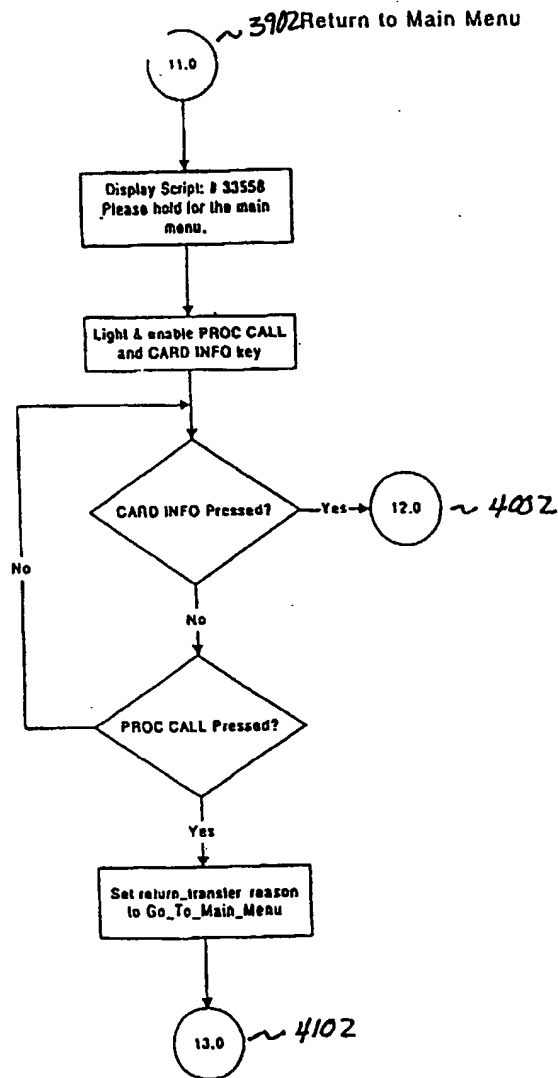 3902 Return to Main Menu
11.0
Display Script: # 33558
Please hold for the main
menu.
Light & enable PROC CALL
and CARD INFO key
CARD INFO Pressed?
Yes
12.0
4002
No
No
PROC CALL Pressed?
Yes
Set return_transfer reason
to Go_To_Main_Menu
13.0
4102